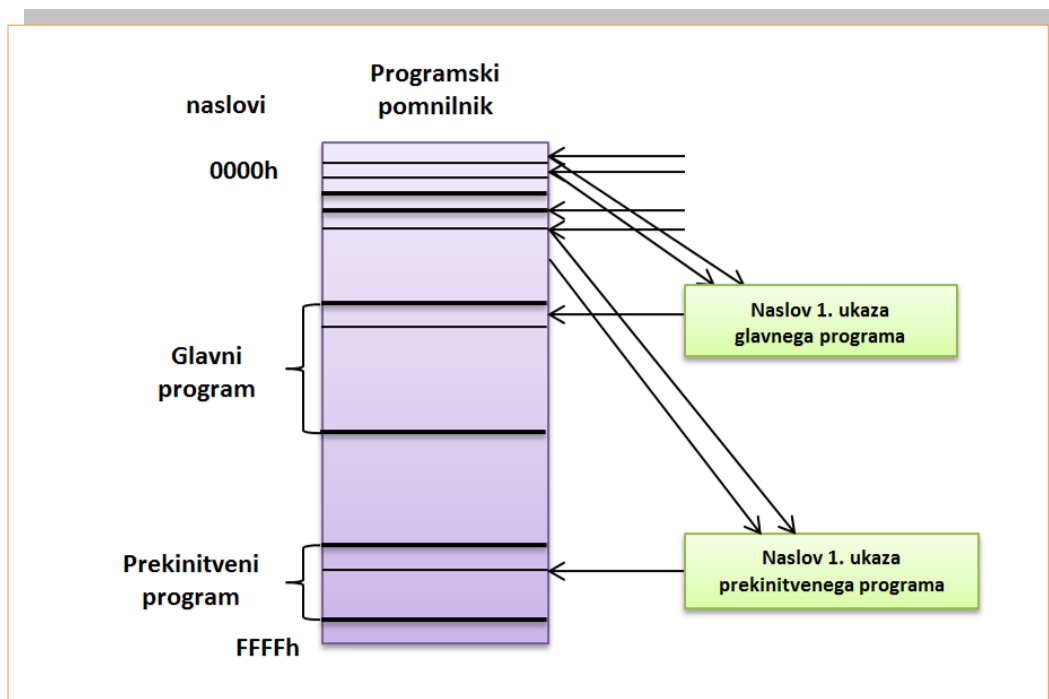 Programski
pomnilnik
naslovi
0000h
Naslov 1. ukaza
glavnega programa
Glavni
program
Prekinitveni
program
Naslov 1. ukaza
prekinitvenega programa
FFFFh